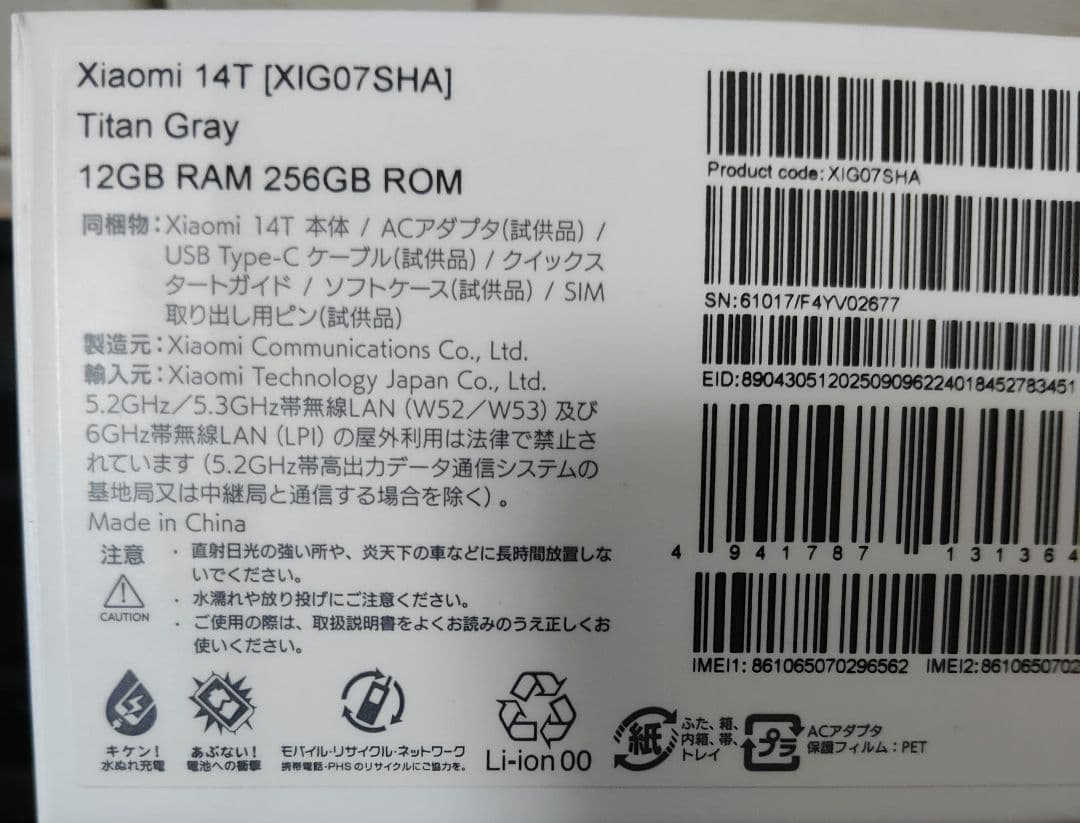 Xiaomi 14T [XIG07SHA]
Titan Gray
12GB RAM 256GB ROM
同梱物：Xiaomi 14T 本体 / ACアダプタ(試供品) /
USB Type-C ケーブル(試供品) / クイックス
タートガイド / ソフトケース(試供品) / SIM
取り出し用ピン(試供品)
製造元：Xiaomi Communications Co., Ltd.
輸入元：Xiaomi Technology Japan Co., Ltd.
5.2GHz／5.3GHz帯無線LAN（W52／W53）及び
6GHz帯無線LAN（LPI）の屋外利用は法律で禁止さ
れています（5.2GHz帯高出力データ通信システムの
基地局又は中継局と通信する場合を除く）。
Made in China
注意
CAUTION
・ 直射日光の強い所や、炎天下の車などに長時間放置しな
いでください。
・ 水濡れや放り投げにご注意ください。
・ ご使用の際は、取扱説明書をよくお読みのうえ正しくお
使いください。
キケン！
水ぬれ充電
あぶない！
電池への衝撃
モバイル・リサイクル・ネットワーク
携帯電話・PHSのリサイクルにご協力を。
Li-ion 00
紙
ふた、箱、
内箱、帯、
トレイ
プラ
ACアダプタ
保護フィルム：PET
Product code: XIG07SHA
SN: 61017/F4YV02677
EID: 89043051202509096224018452783451
4 941787 131364
IMEI1: 861065070296562 IMEI2: 8610650702